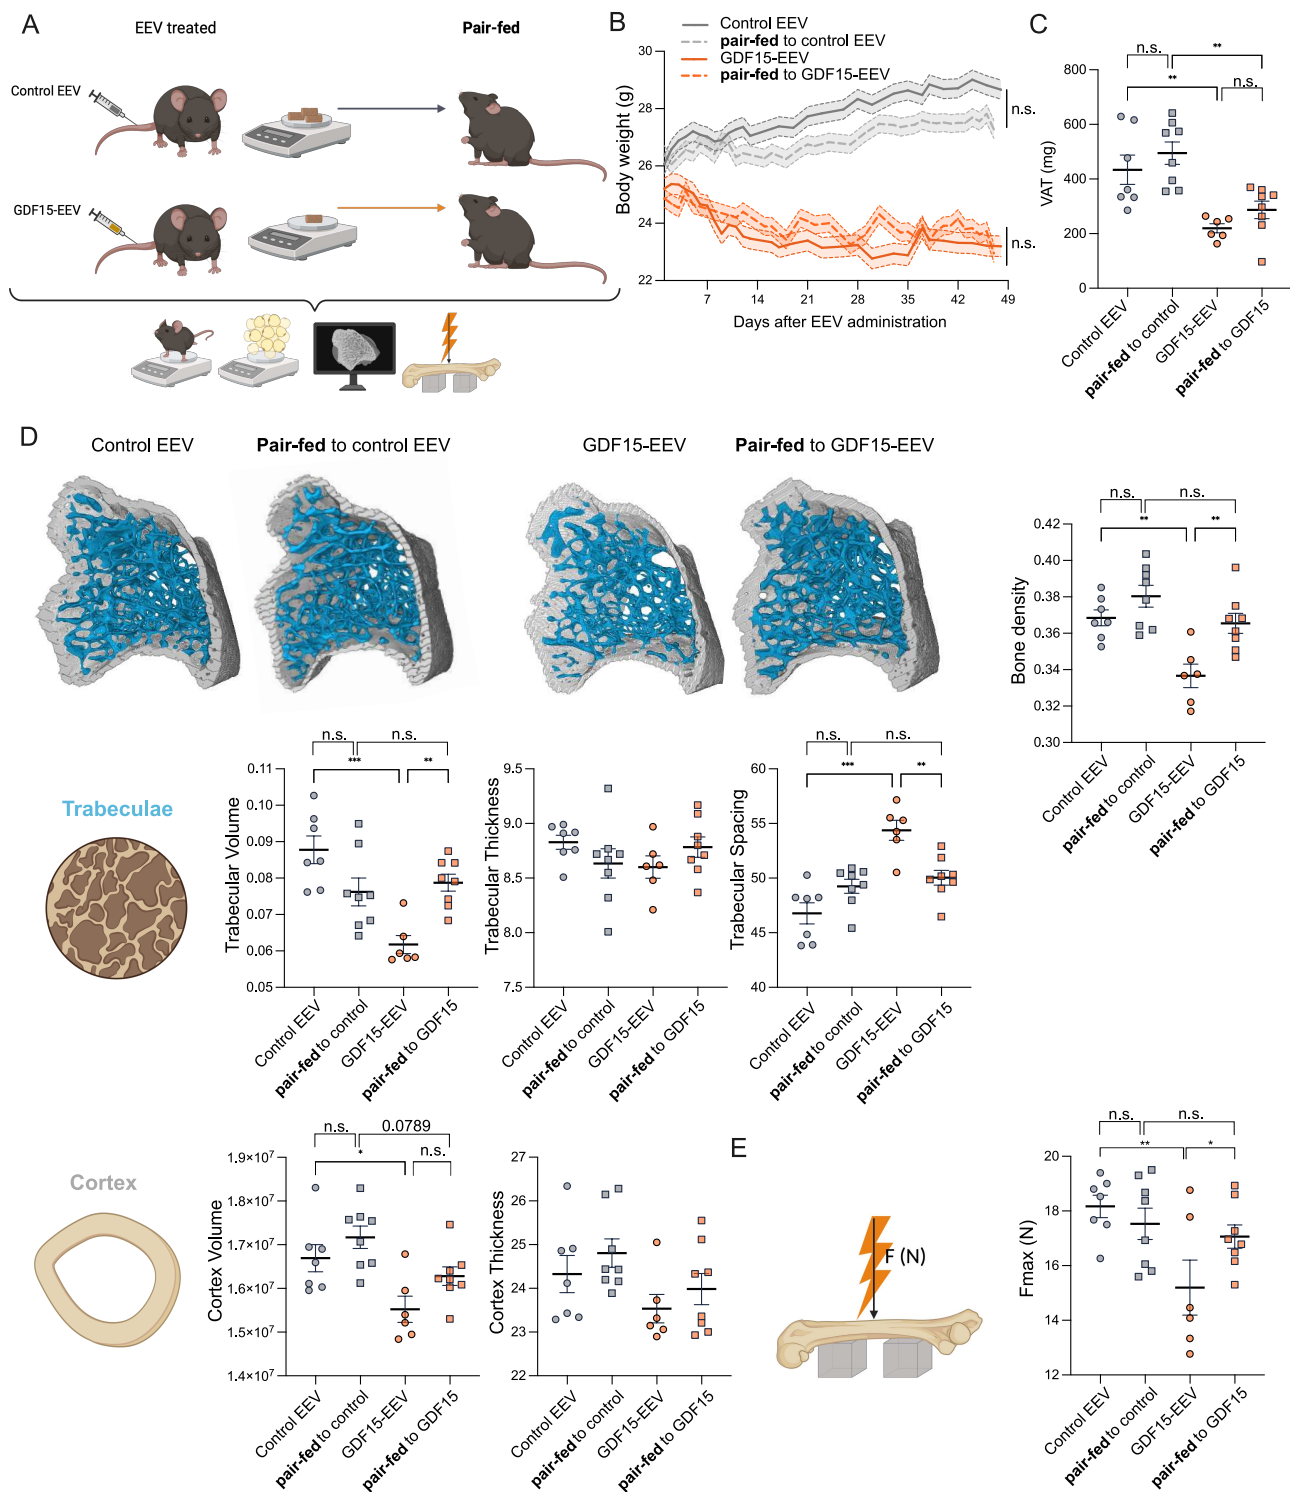 A
EEV treated
Pair-fed
Control EEV
GDF15-EEV
B
Control EEV
pair-fed to control EEV
GDF15-EEV
pair-fed to GDF15-EEV
Body weight (g)
30
28
26
24
22
n.s.
n.s.
7 14 21 28 35 42 49
Days after EEV administration
C
n.s. **
** n.s.
VAT (mg)
800
600
400
200
0
Control EEV
pair-fed to control
GDF15-EEV
pair-fed to GDF15
D
Control EEV
Pair-fed to control EEV
GDF15-EEV
Pair-fed to GDF15-EEV
n.s. n.s.
** **
Bone density
0.42
0.40
0.38
0.36
0.34
0.32
0.30
Control EEV
pair-fed to control
GDF15-EEV
pair-fed to GDF15
Trabeculae
n.s. n.s.
*** **
Trabecular Volume
0.11
0.10
0.09
0.08
0.07
0.06
0.05
Control EEV
pair-fed to control
GDF15-EEV
pair-fed to GDF15
Trabecular Thickness
9.5
9.0
8.5
8.0
7.5
Control EEV
pair-fed to control
GDF15-EEV
pair-fed to GDF15
n.s. n.s.
*** **
Trabecular Spacing
60
55
50
45
40
Control EEV
pair-fed to control
GDF15-EEV
pair-fed to GDF15
Cortex
n.s. 0.0789
* n.s.
Cortex Volume
1.9×10⁷
1.8×10⁷
1.7×10⁷
1.6×10⁷
1.5×10⁷
1.4×10⁷
Control EEV
pair-fed to control
GDF15-EEV
pair-fed to GDF15
Cortex Thickness
27
26
25
24
23
22
Control EEV
pair-fed to control
GDF15-EEV
pair-fed to GDF15
E
F (N)
n.s. n.s.
** *
Fmax (N)
20
18
16
14
12
Control EEV
pair-fed to control
GDF15-EEV
pair-fed to GDF15